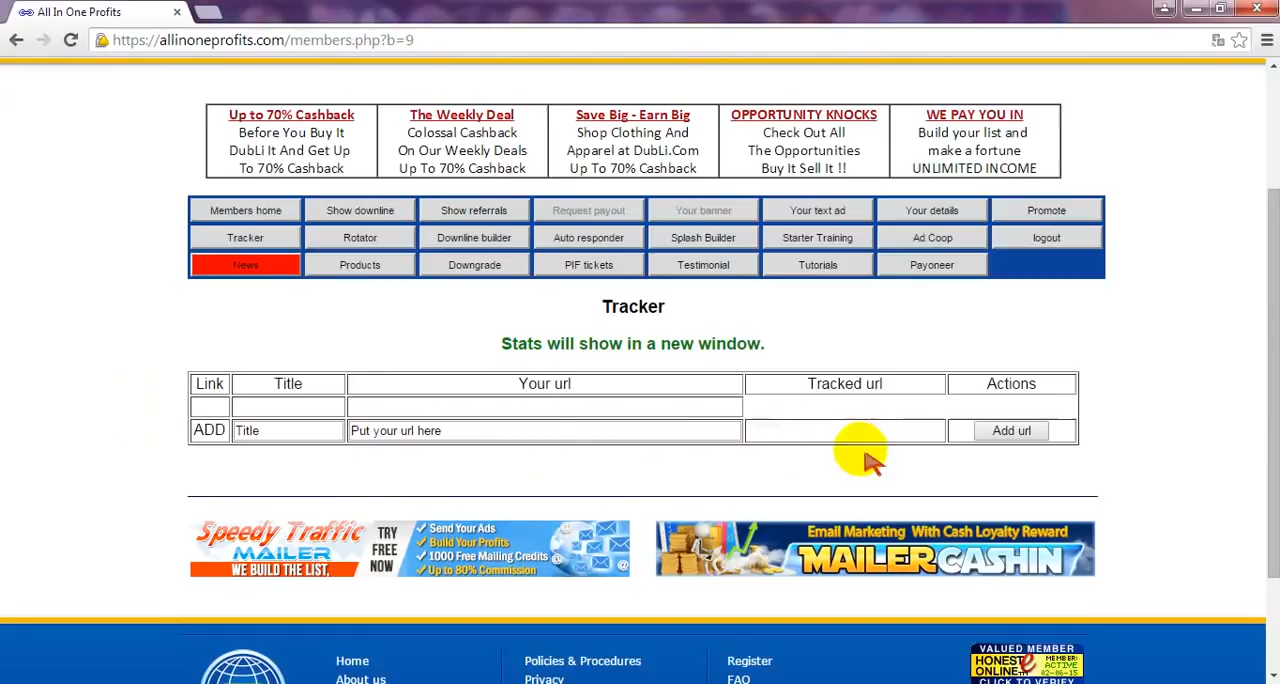 All In One Profits
https://allinoneprofits.com/members.php?b=9
Up to 70% Cashback
Before You Buy It
DubLi It And Get Up
To 70% Cashback
The Weekly Deal
Colossal Cashback
On Our Weekly Deals
Up To 70% Cashback
Save Big - Earn Big
Shop Clothing And
Apparel at DubLi.Com
Up To 70% Cashback
OPPORTUNITY KNOCKS
Check Out All
The Opportunities
Buy It Sell It !!
WE PAY YOU IN
Build your list and
make a fortune
UNLIMITED INCOME
Members home Show downline Show referrals Request payout Your banner Your text ad Your details Promote
Tracker Rotator Downline builder Auto responder Splash Builder Starter Training Ad Coop logout
News Products Downgrade PIF tickets Testimonial Tutorials Payoneer
Tracker
Stats will show in a new window.
Link Title Your url Tracked url Actions
ADD Title Put your url here Add url
Speedy Traffic
MAILER
WE BUILD THE LIST,
TRY
FREE
NOW
✓ Send Your Ads
✓ Build Your Profits
✓ 1000 Free Mailing Credits
✓ Up to 80% Commission
Email Marketing With Cash Loyalty Reward
MAILER CASHIN
Home
About us
Policies & Procedures
Privacy
Register
FAQ
VALUED MEMBER
HONEST
ONLINE
MEMBER
ACTIVE
02-06-15
CLICK TO VERIFY